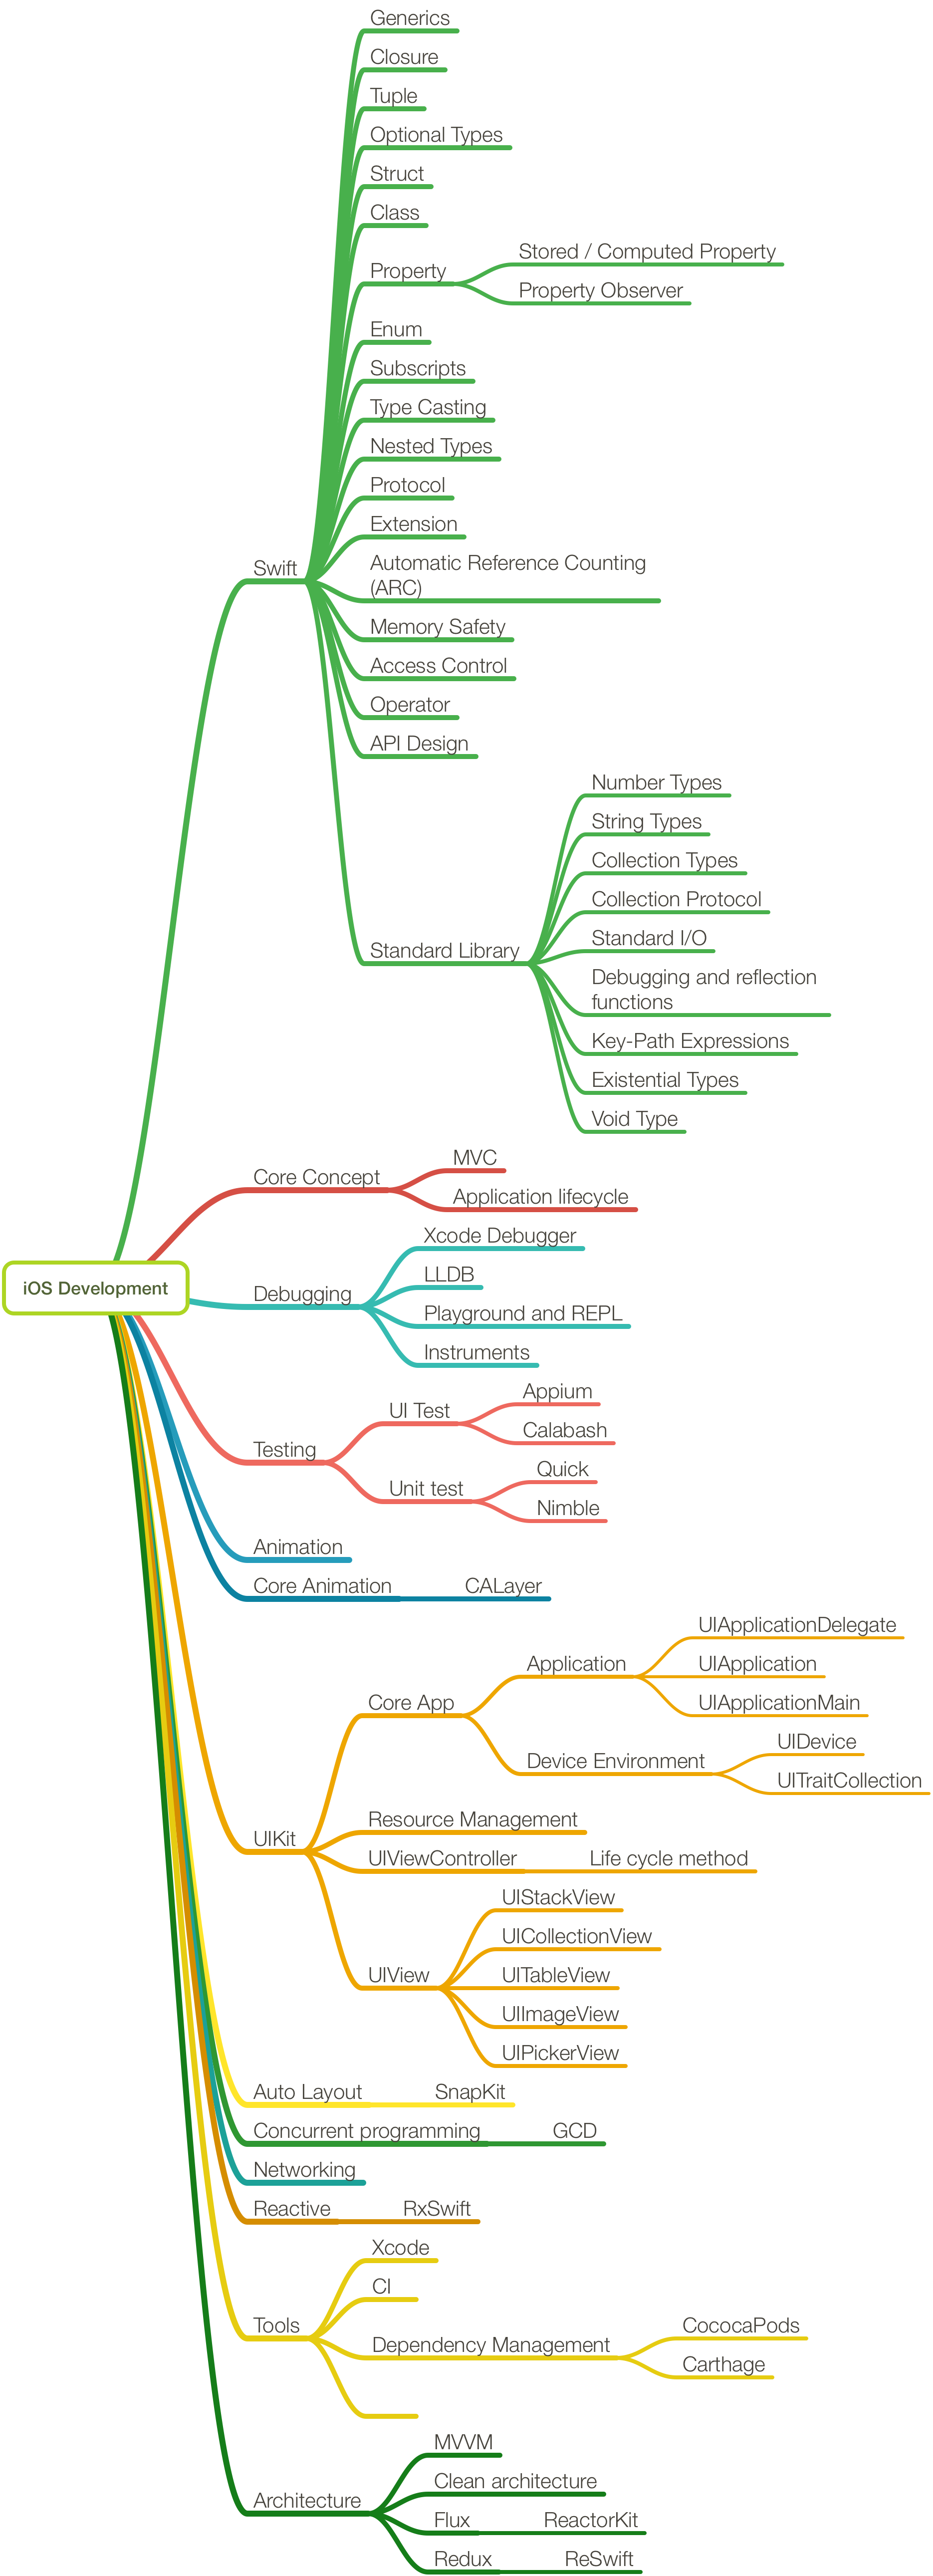 Generics
Closure
Tuple
Optional Types
Struct
Class
Stored / Computed Property
Property
Property Observer
Enum
Subscripts
Type Casting
Nested Types
Protocol
Extension
Swift
Automatic Reference Counting
(ARC)
Memory Safety
Access Control
Operator
API Design
Number Types
String Types
Collection Types
Collection Protocol
Standard I/O
Standard Library
Debugging and reflection
functions
Key-Path Expressions
Existential Types
Void Type
MVC
Core Concept
Application lifecycle
Xcode Debugger
LLDB
iOS Development
Debugging
Playground and REPL
Instruments
Appium
UI Test
Calabash
Testing
Quick
Unit test
Nimble
Animation
Core Animation
CALayer
UIApplicationDelegate
Application
UIApplication
Core App
UIApplicationMain
UIDevice
Device Environment
UITraitCollection
Resource Management
UIKit
UIViewController
Life cycle method
UIStackView
UICollectionView
UIView
UITableView
UIImageView
UIPickerView
Auto Layout
SnapKit
Concurrent programming
GCD
Networking
Reactive
RxSwift
Xcode
CI
Tools
CococaPods
Dependency Management
Carthage
MVVM
Clean architecture
Architecture
Flux
ReactorKit
Redux
ReSwift